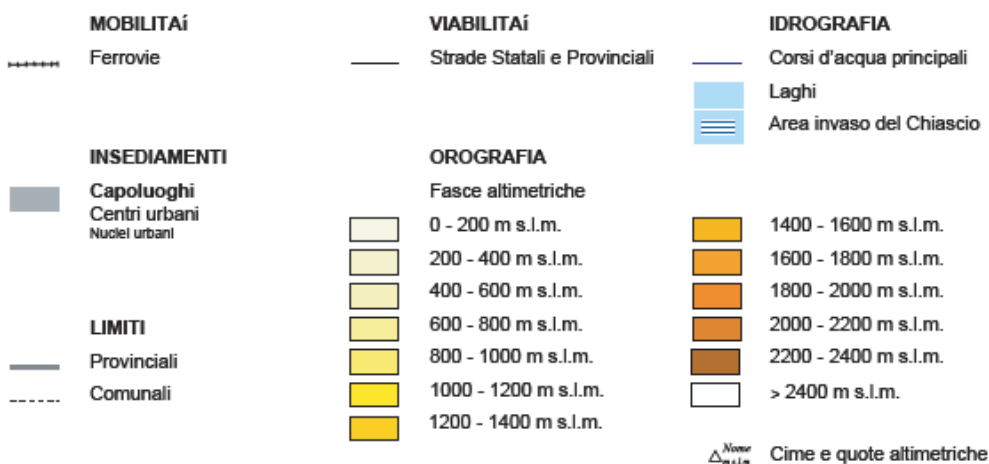 MOBILITAí
Ferrovie
VIABILITAí
Strade Statali e Provinciali
IDROGRAFIA
Corsi d'acqua principali
Laghi
Area invaso del Chiascio
INSEDIAMENTI
Capoluoghi
Centri urbani
Nuclei urbani
LIMITI
Provinciali
Comunali
OROGRAFIA
Fasce altimetriche
0 - 200 m s.l.m.
200 - 400 m s.l.m.
400 - 600 m s.l.m.
600 - 800 m s.l.m.
800 - 1000 m s.l.m.
1000 - 1200 m s.l.m.
1200 - 1400 m s.l.m.
1400 - 1600 m s.l.m.
1600 - 1800 m s.l.m.
1800 - 2000 m s.l.m.
2000 - 2200 m s.l.m.
2200 - 2400 m s.l.m.
> 2400 m s.l.m.
Nome
m s.l.m.
Cime e quote altimetriche